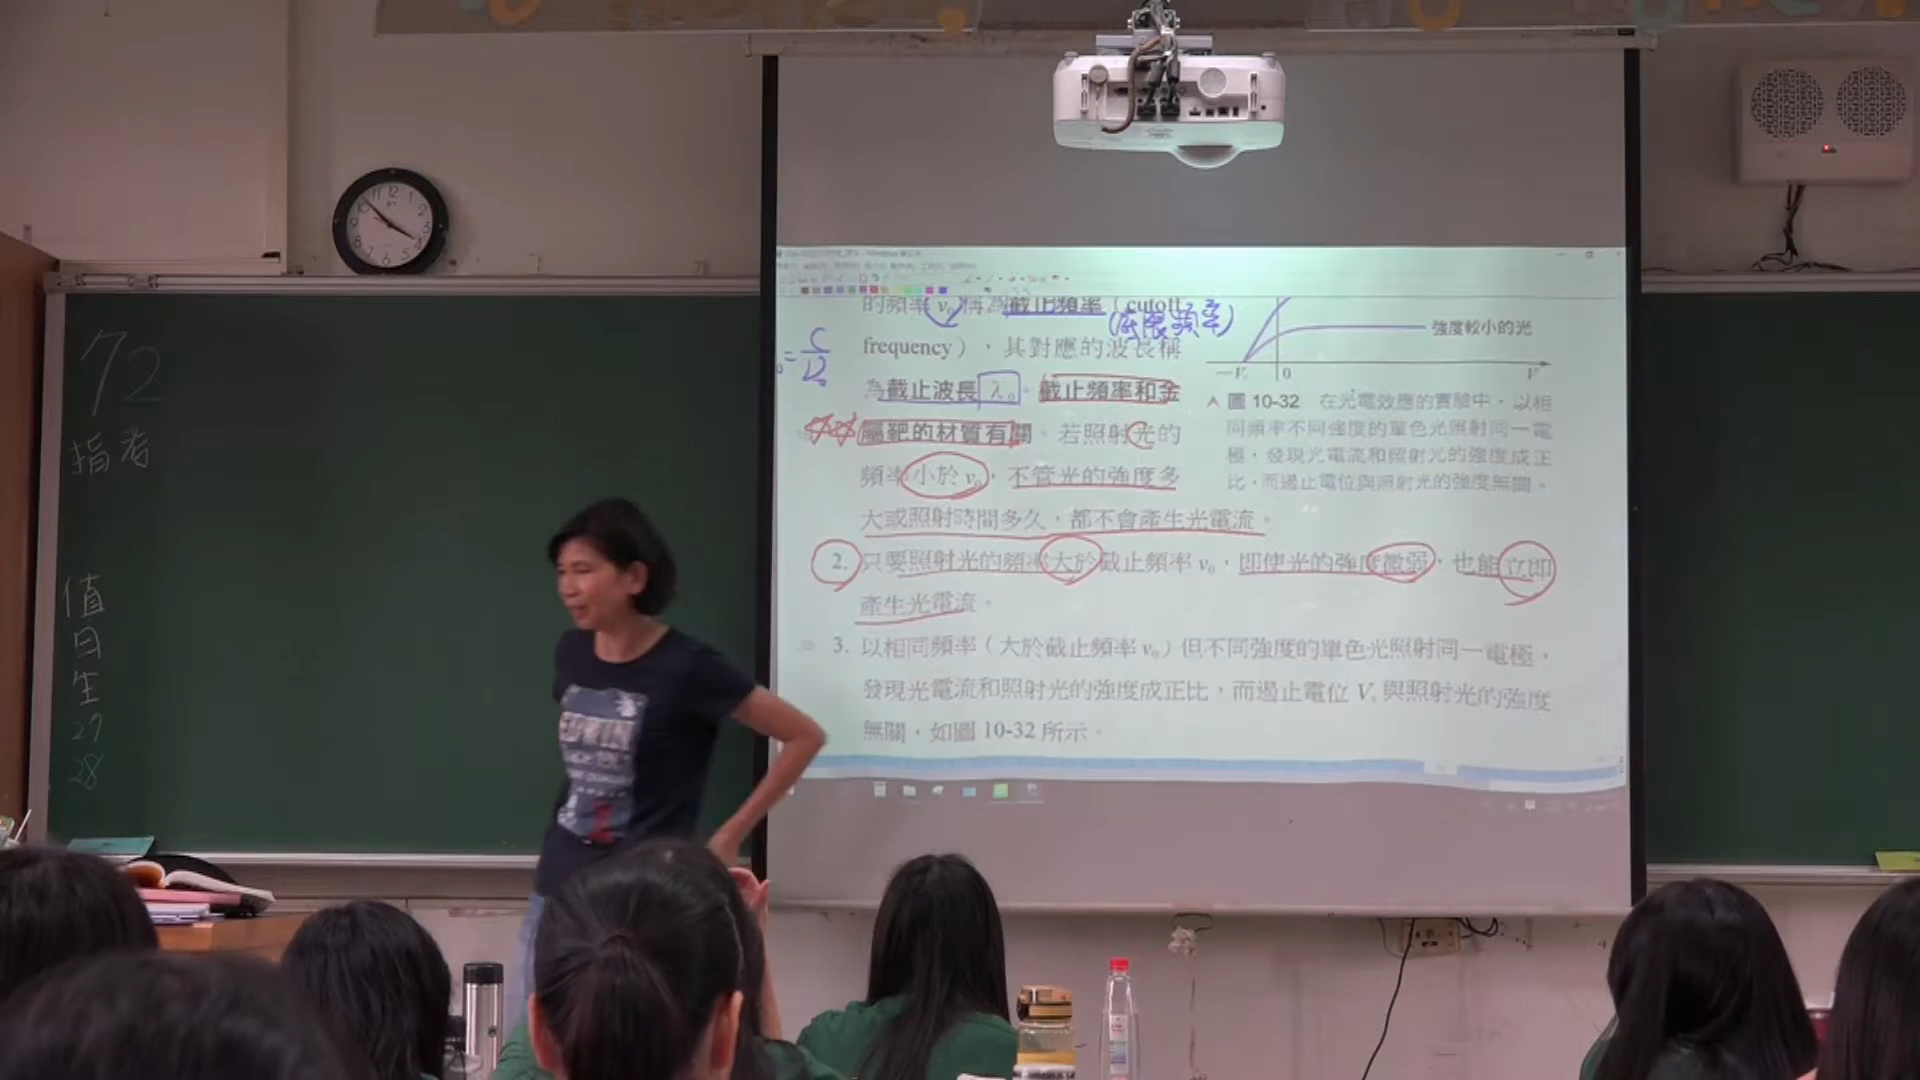 72
指考
值日生
27
28
的頻率 ν₀ 稱為截止頻率（cutoff
(底限頻率)
frequency），其對應的波長稱
= C/ν₀
為截止波長 λ₀。截止頻率和金
屬靶的材質有關。若照射光的
頻率小於 ν₀，不管光的強度多
大或照射時間多久，都不會產生光電流。
2. 只要照射光的頻率大於截止頻率 ν₀，即使光的強度微弱，也能立即
產生光電流。
3. 以相同頻率（大於截止頻率 ν₀）但不同強度的單色光照射同一電極，
發現光電流和照射光的強度成正比，而遏止電位 Vₛ 與照射光的強度
無關，如圖 10-32 所示。
強度較小的光
−Vₛ 0 V
圖 10-32 在光電效應的實驗中，以相
同頻率不同強度的單色光照射同一電
極，發現光電流和照射光的強度成正
比，而遏止電位與照射光的強度無關。